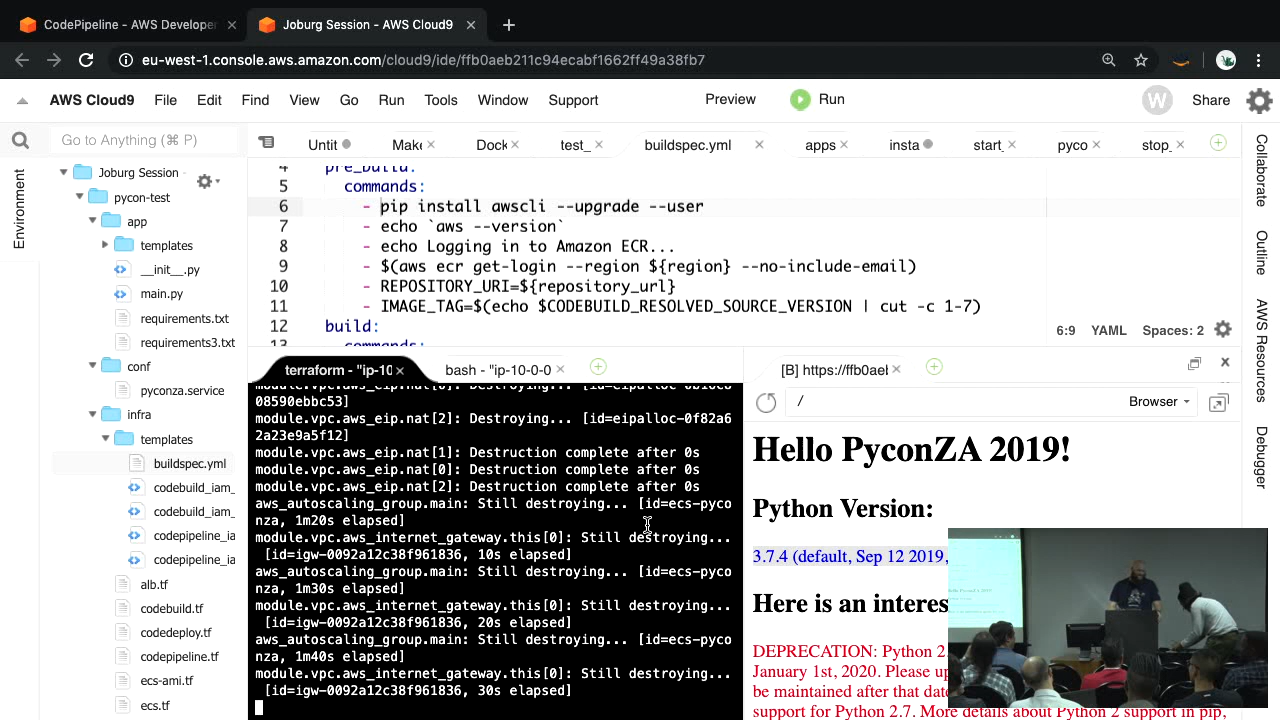 CodePipeline - AWS Developer
Joburg Session - AWS Cloud9
eu-west-1.console.aws.amazon.com/cloud9/ide/ffb0aeb211c94ecabf1662ff49a38fb7
AWS Cloud9 File Edit Find View Go Run Tools Window Support Preview Run W Share
Go to Anything (⌘ P)
Untit Make Dock test_ buildspec.yml apps insta start_ pyco stop_
Environment
Joburg Session
pycon-test
app
templates
__init__.py
main.py
requirements.txt
requirements3.txt
conf
pyconza.service
infra
templates
buildspec.yml
codebuild_iam_
codebuild_iam_
codepipeline_ia
codepipeline_ia
alb.tf
codebuild.tf
codedeploy.tf
codepipeline.tf
ecs-ami.tf
ecs.tf
4 pre_build:
5 commands:
6 - pip install awscli --upgrade --user
7 - echo `aws --version`
8 - echo Logging in to Amazon ECR...
9 - $(aws ecr get-login --region ${region} --no-include-email)
10 - REPOSITORY_URI=${repository_url}
11 - IMAGE_TAG=$(echo $CODEBUILD_RESOLVED_SOURCE_VERSION | cut -c 1-7)
12 build:
13 commands:
6:9 YAML Spaces: 2
Collaborate
Outline
AWS Resources
Debugger
terraform - "ip-10
bash - "ip-10-0-0
08590ebbc53]
module.vpc.aws_eip.nat[2]: Destroying... [id=eipalloc-0f82a6
2a23e9a5f12]
module.vpc.aws_eip.nat[1]: Destruction complete after 0s
module.vpc.aws_eip.nat[0]: Destruction complete after 0s
module.vpc.aws_eip.nat[2]: Destruction complete after 0s
aws_autoscaling_group.main: Still destroying... [id=ecs-pyco
nza, 1m20s elapsed]
module.vpc.aws_internet_gateway.this[0]: Still destroying...
[id=igw-0092a12c38f961836, 10s elapsed]
aws_autoscaling_group.main: Still destroying... [id=ecs-pyco
nza, 1m30s elapsed]
module.vpc.aws_internet_gateway.this[0]: Still destroying...
[id=igw-0092a12c38f961836, 20s elapsed]
aws_autoscaling_group.main: Still destroying... [id=ecs-pyco
nza, 1m40s elapsed]
module.vpc.aws_internet_gateway.this[0]: Still destroying...
[id=igw-0092a12c38f961836, 30s elapsed]
[B] https://ffb0ael
/ Browser
Hello PyconZA 2019!
Python Version:
3.7.4 (default, Sep 12 2019,
Here is an interes
DEPRECATION: Python 2
January 1st, 2020. Please up
be maintained after that date
support for Python 2.7. More details about Python 2 support in pip,